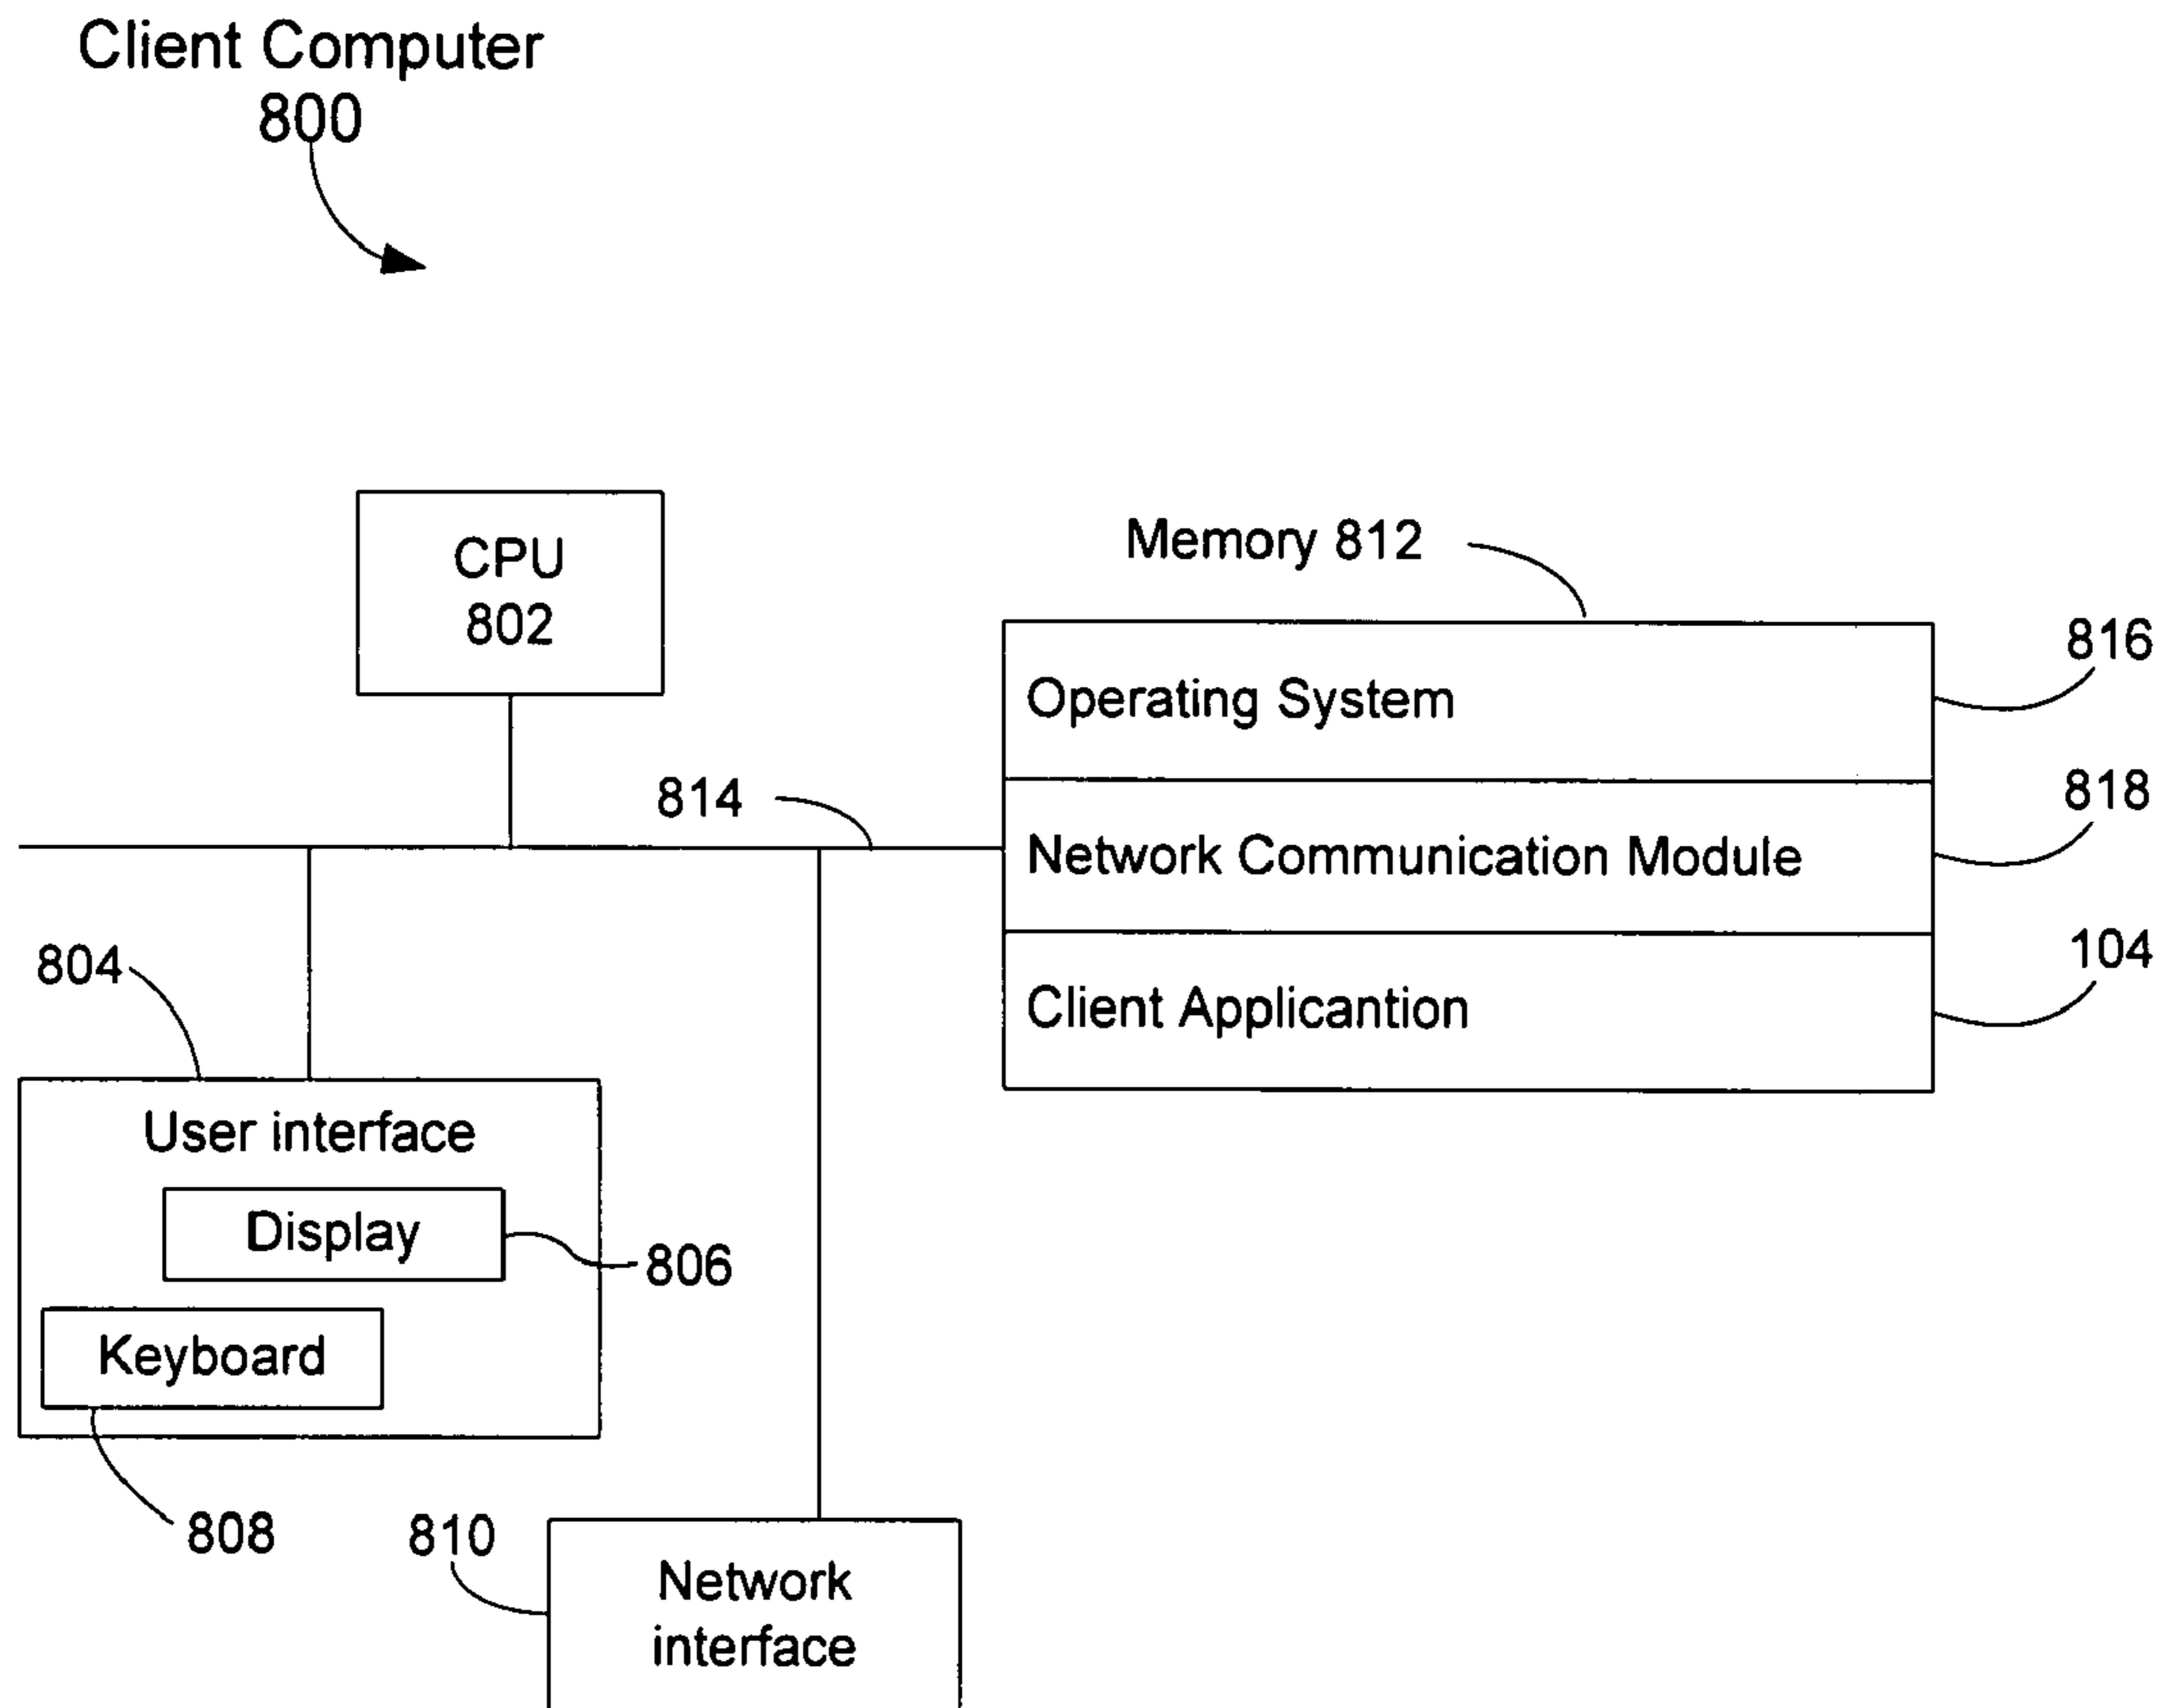 Client Computer
800
CPU
802
Memory 812
816
Operating System
814
818
Network Communication Module
804
104
Client Applicantion
User interface
Display
806
Keyboard
808
810
Network
interface